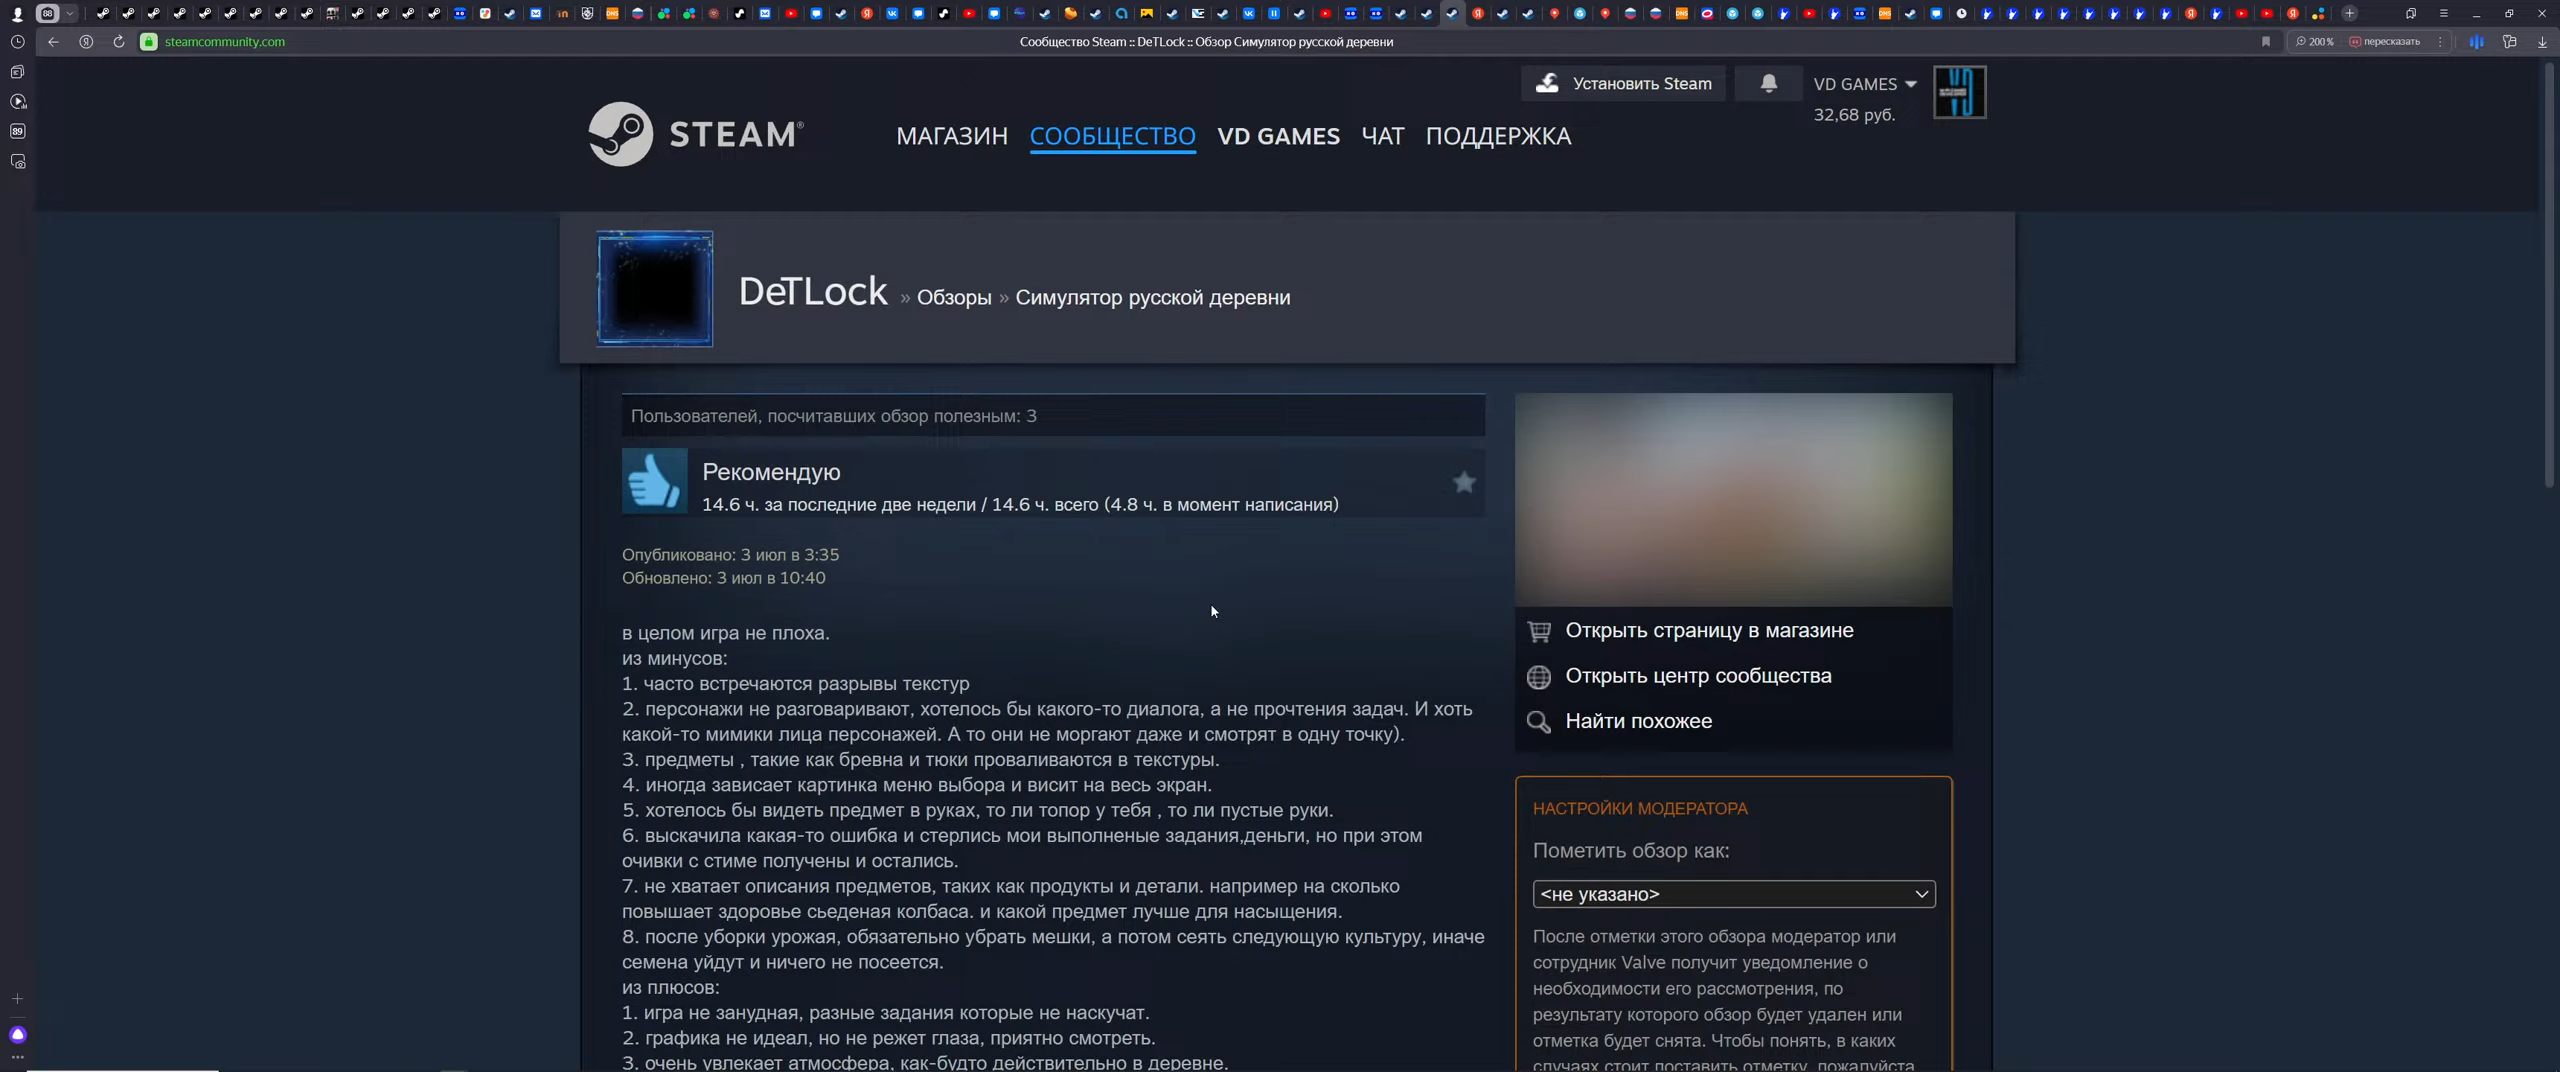 88
steamcommunity.com
Сообщество Steam :: DeTLock :: Обзор Симулятор русской деревни
200 %
пересказать
89
Установить Steam
VD GAMES
32,68 руб.
STEAM®
МАГАЗИН СООБЩЕСТВО VD GAMES ЧАТ ПОДДЕРЖКА
DeTLock » Обзоры » Симулятор русской деревни
Пользователей, посчитавших обзор полезным: 3
Рекомендую
14.6 ч. за последние две недели / 14.6 ч. всего (4.8 ч. в момент написания)
Опубликовано: 3 июл в 3:35
Обновлено: 3 июл в 10:40
в целом игра не плоха.
из минусов:
1. часто встречаются разрывы текстур
2. персонажи не разговаривают, хотелось бы какого-то диалога, а не прочтения задач. И хоть
какой-то мимики лица персонажей. А то они не моргают даже и смотрят в одну точку).
3. предметы , такие как бревна и тюки проваливаются в текстуры.
4. иногда зависает картинка меню выбора и висит на весь экран.
5. хотелось бы видеть предмет в руках, то ли топор у тебя , то ли пустые руки.
6. выскачила какая-то ошибка и стерлись мои выполненые задания,деньги, но при этом
очивки с стиме получены и остались.
7. не хватает описания предметов, таких как продукты и детали. например на сколько
повышает здоровье сьеденая колбаса. и какой предмет лучше для насыщения.
8. после уборки урожая, обязательно убрать мешки, а потом сеять следующую культуру, иначе
семена уйдут и ничего не посеется.
из плюсов:
1. игра не занудная, разные задания которые не наскучат.
2. графика не идеал, но не режет глаза, приятно смотреть.
3. очень увлекает атмосфера, как-будто действительно в деревне.
Открыть страницу в магазине
Открыть центр сообщества
Найти похожее
НАСТРОЙКИ МОДЕРАТОРА
Пометить обзор как:
<не указано>
После отметки этого обзора модератор или
сотрудник Valve получит уведомление о
необходимости его рассмотрения, по
результату которого обзор будет удален или
отметка будет снята. Чтобы понять, в каких
случаях стоит поставить отметку, пожалуйста